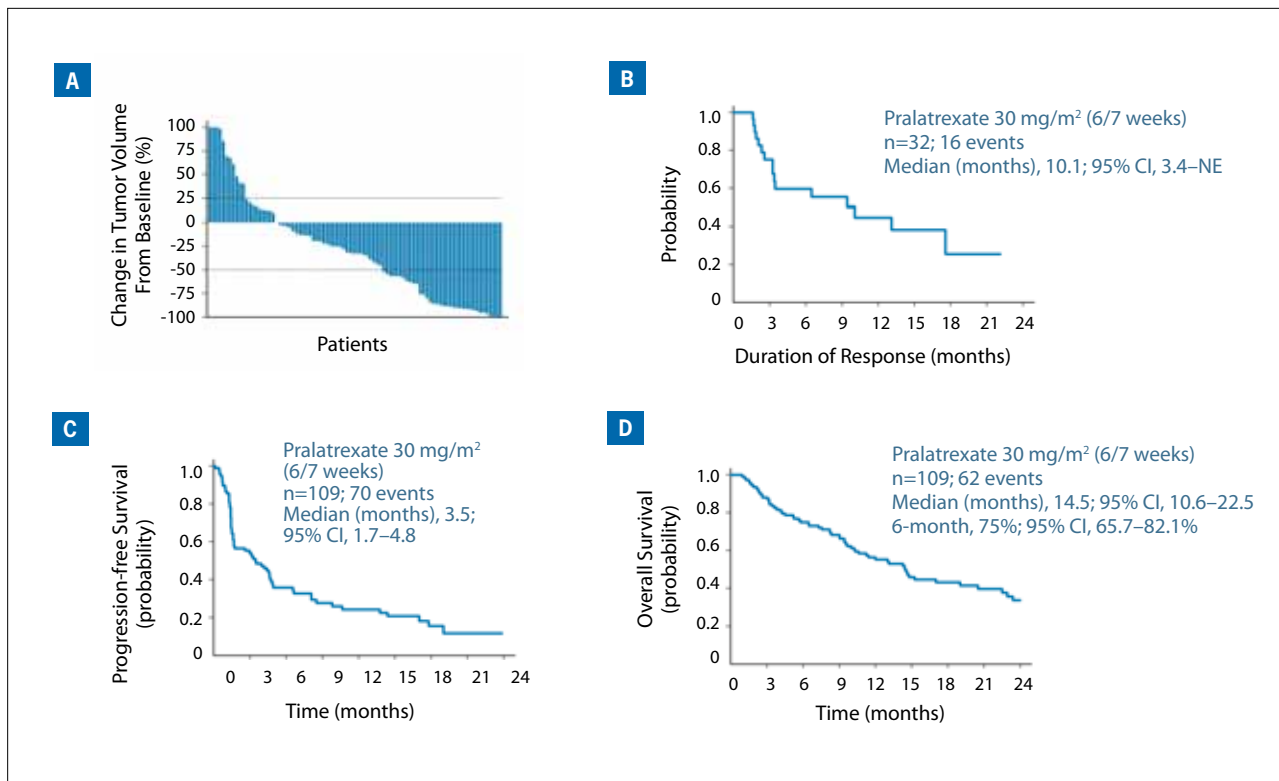 A
Change in Tumor Volume
From Baseline (%)
100
75
50
25
0
-25
-50
-75
-100
Patients
B
Pralatrexate 30 mg/m² (6/7 weeks)
n=32; 16 events
Median (months), 10.1; 95% CI, 3.4–NE
Probability
1.0
0.8
0.6
0.4
0.2
0
0 3 6 9 12 15 18 21 24
Duration of Response (months)
C
Pralatrexate 30 mg/m²
(6/7 weeks)
n=109; 70 events
Median (months), 3.5;
95% CI, 1.7–4.8
Progression-free Survival
(probability)
1.0
0.8
0.6
0.4
0.2
0
0 3 6 9 12 15 18 21 24
Time (months)
D
Pralatrexate 30 mg/m² (6/7 weeks)
n=109; 62 events
Median (months), 14.5; 95% CI, 10.6–22.5
6-month, 75%; 95% CI, 65.7–82.1%
Overall Survival
(probability)
1.0
0.8
0.6
0.4
0.2
0
0 3 6 9 12 15 18 21 24
Time (months)